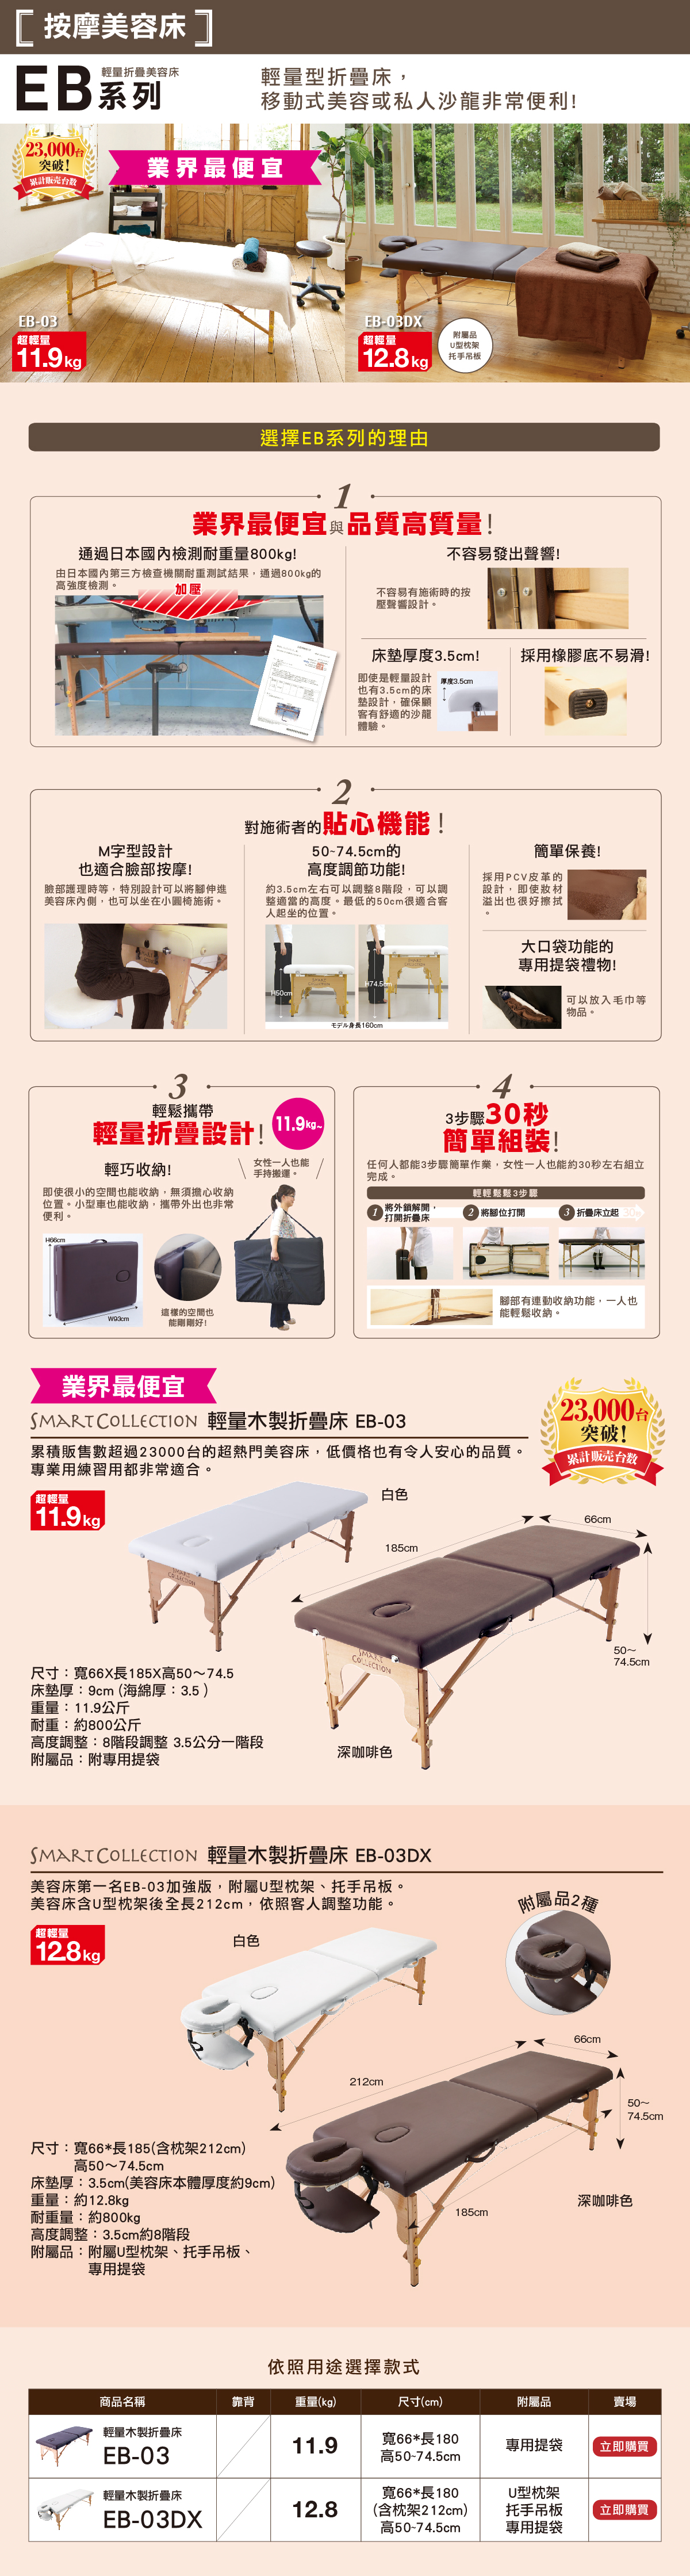 按摩美容床
EB系列
輕量折疊美容床
輕量型折疊床，
移動式美容或私人沙龍非常便利!
23,000台
突破!
累計販売台数
業界最便宜
EB-03
超輕量
11.9kg
EB-03DX
超輕量
12.8kg
附屬品
U型枕架
托手吊板
選擇EB系列的理由
1
業界最便宜與品質高質量!
通過日本國內檢測耐重量800kg!
由日本國內第三方檢查機關耐重測試結果，通過800kg的
高強度檢測。
加壓
不容易發出聲響!
不容易有施術時的按
壓聲響設計。
床墊厚度3.5cm!
即使是輕量設計
也有3.5cm的床
墊設計，確保顧
客有舒適的沙龍
體驗。
厚度3.5cm
採用橡膠底不易滑!
2
對施術者的貼心機能!
M字型設計
也適合臉部按摩!
臉部護理時等，特別設計可以將腳伸進
美容床內側，也可以坐在小圓椅施術。
50~74.5cm的
高度調節功能!
約3.5cm左右可以調整8階段，可以調
整適當的高度。最低的50cm很適合客
人起坐的位置。
H50cm
H74.5cm
モデル身長160cm
簡單保養!
採用PCV皮革的
設計，即使敗材
溢出也很好擦拭
。
大口袋功能的
專用提袋禮物!
可以放入毛巾等
物品。
3
輕鬆攜帶
輕量折疊設計!
11.9kg~
輕巧收納!
即使很小的空間也能收納，無須擔心收納
位置。小型車也能收納，攜帶外出也非常
便利。
女性一人也能
手持搬運。
H66cm
W93cm
這樣的空間也
能剛剛好!
4
3步驟30秒
簡單組裝!
任何人都能3步驟簡單作業，女性一人也能約30秒左右組立
完成。
輕輕鬆鬆3步驟
1 將外鎖解開，
打開折疊床
2 將腳位打開
3 折疊床立起
腳部有連動收納功能，一人也
能輕鬆收納。
業界最便宜
SMART COLLECTION 輕量木製折疊床 EB-03
23,000台
突破!
累計販売台数
累積販售數超過23000台的超熱門美容床，低價格也有令人安心的品質。
專業用練習用都非常適合。
超輕量
11.9kg
白色
66cm
185cm
50～
74.5cm
SMART
COLLECTION
SMART
COLLECTION
深咖啡色
尺寸：寬66X長185X高50～74.5
床墊厚：9cm (海綿厚：3.5 )
重量：11.9公斤
耐重：約800公斤
高度調整：8階段調整 3.5公分一階段
附屬品：附專用提袋
SMART COLLECTION 輕量木製折疊床 EB-03DX
美容床第一名EB-03加強版，附屬U型枕架、托手吊板。
美容床含U型枕架後全長212cm，依照客人調整功能。
附屬品2種
超輕量
12.8kg
白色
66cm
212cm
50～
74.5cm
185cm
深咖啡色
尺寸：寬66*長185(含枕架212cm)
高50～74.5cm
床墊厚：3.5cm(美容床本體厚度約9cm)
重量：約12.8kg
耐重量：約800kg
高度調整：3.5cm約8階段
附屬品：附屬U型枕架、托手吊板、
專用提袋
依照用途選擇款式
商品名稱 靠背 重量(kg) 尺寸(cm) 附屬品 賣場
輕量木製折疊床
EB-03
11.9
寬66*長180
高50~74.5cm
專用提袋
立即購買
輕量木製折疊床
EB-03DX
12.8
寬66*長180
(含枕架212cm)
高50~74.5cm
U型枕架
托手吊板
專用提袋
立即購買